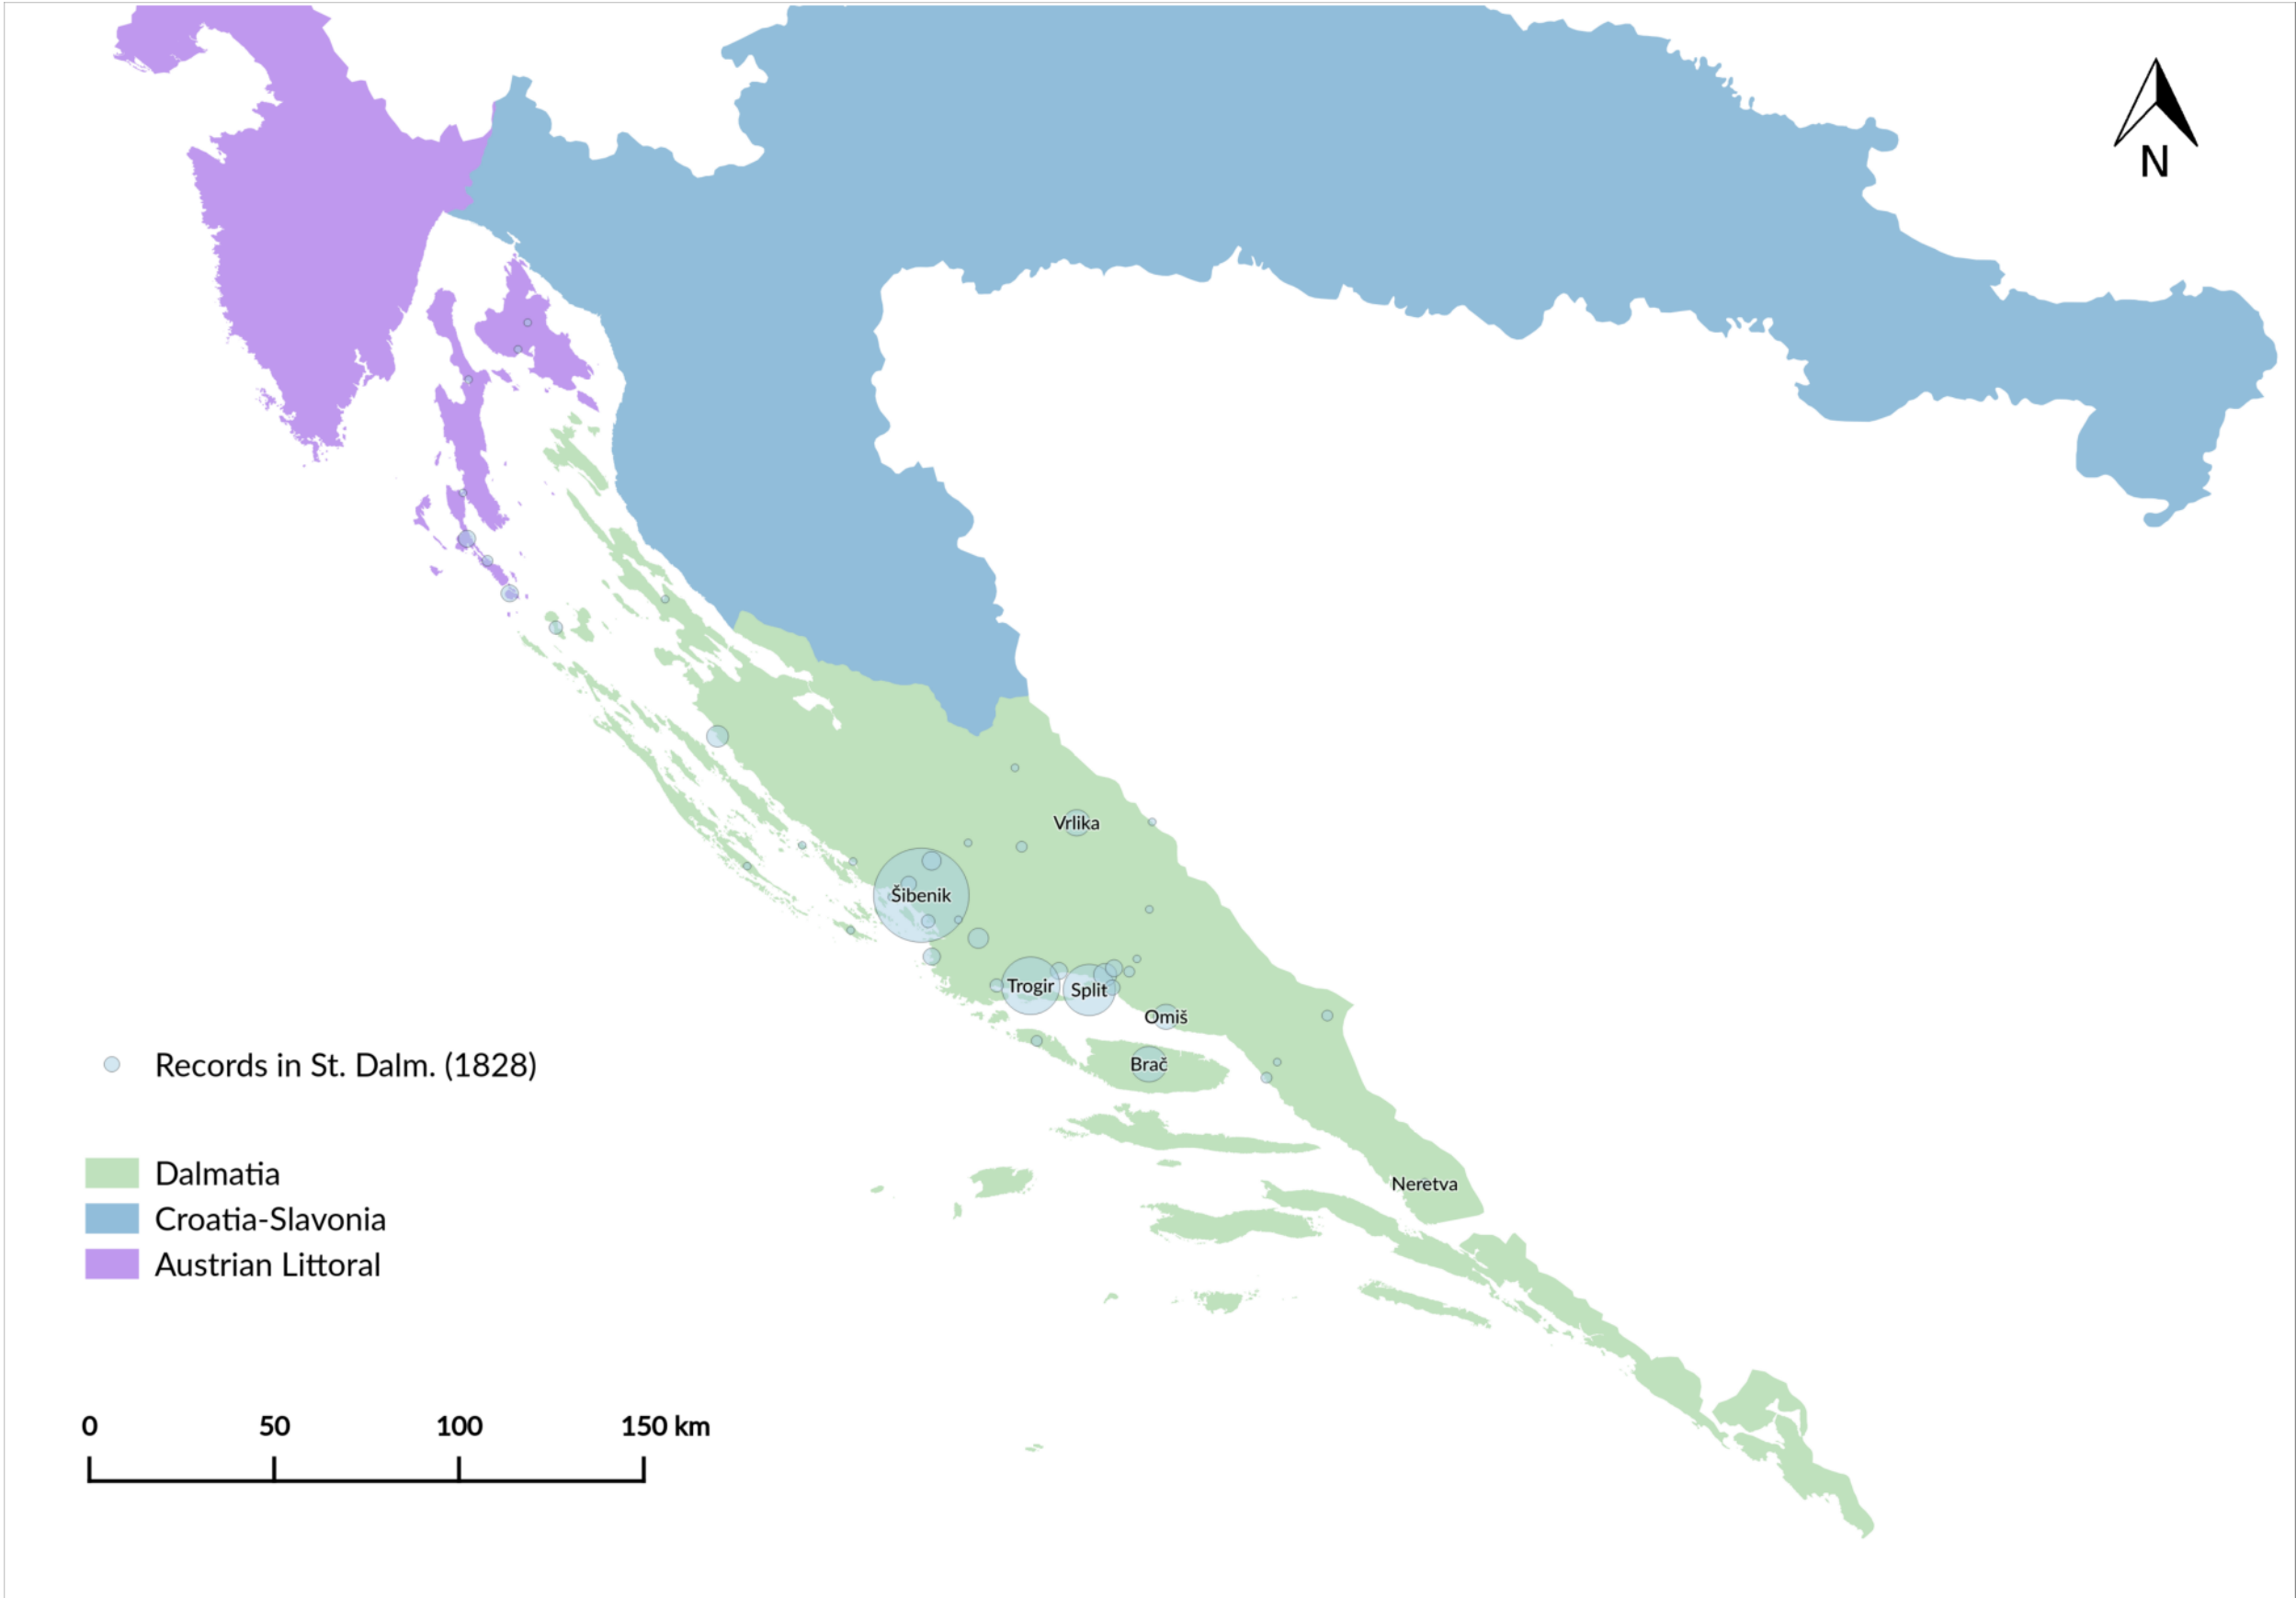 N
Vrlika
Šibenik
Trogir
Split
Omiš
Brač
Neretva
Records in St. Dalm. (1828)
Dalmatia
Croatia-Slavonia
Austrian Littoral
0 50 100 150 km